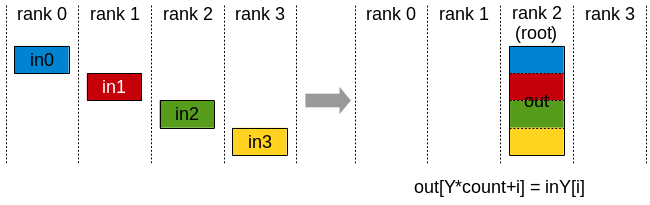 rank 0 rank 1 rank 2 rank 3
in0
in1
in2
in3
rank 0 rank 1 rank 2 rank 3
(root)
out
out[Y*count+i] = inY[i]